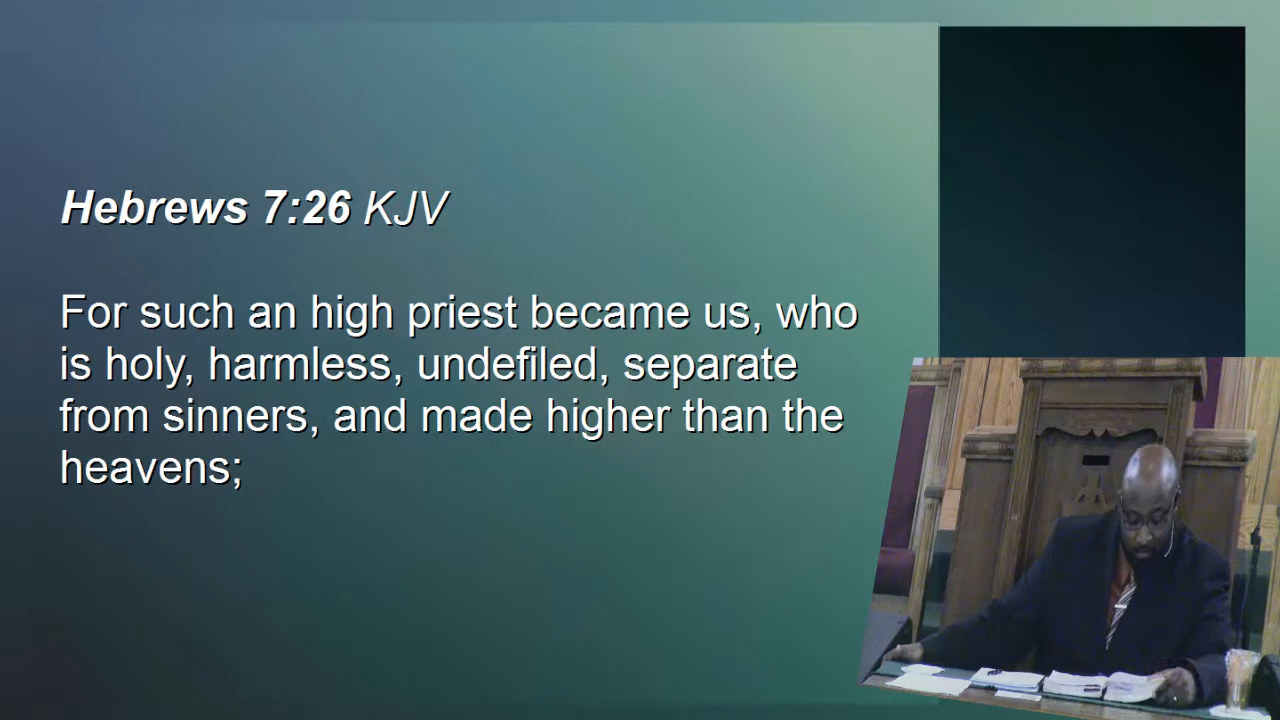 Hebrews 7:26 KJV
For such an high priest became us, who
is holy, harmless, undefiled, separate
from sinners, and made higher than the
heavens;